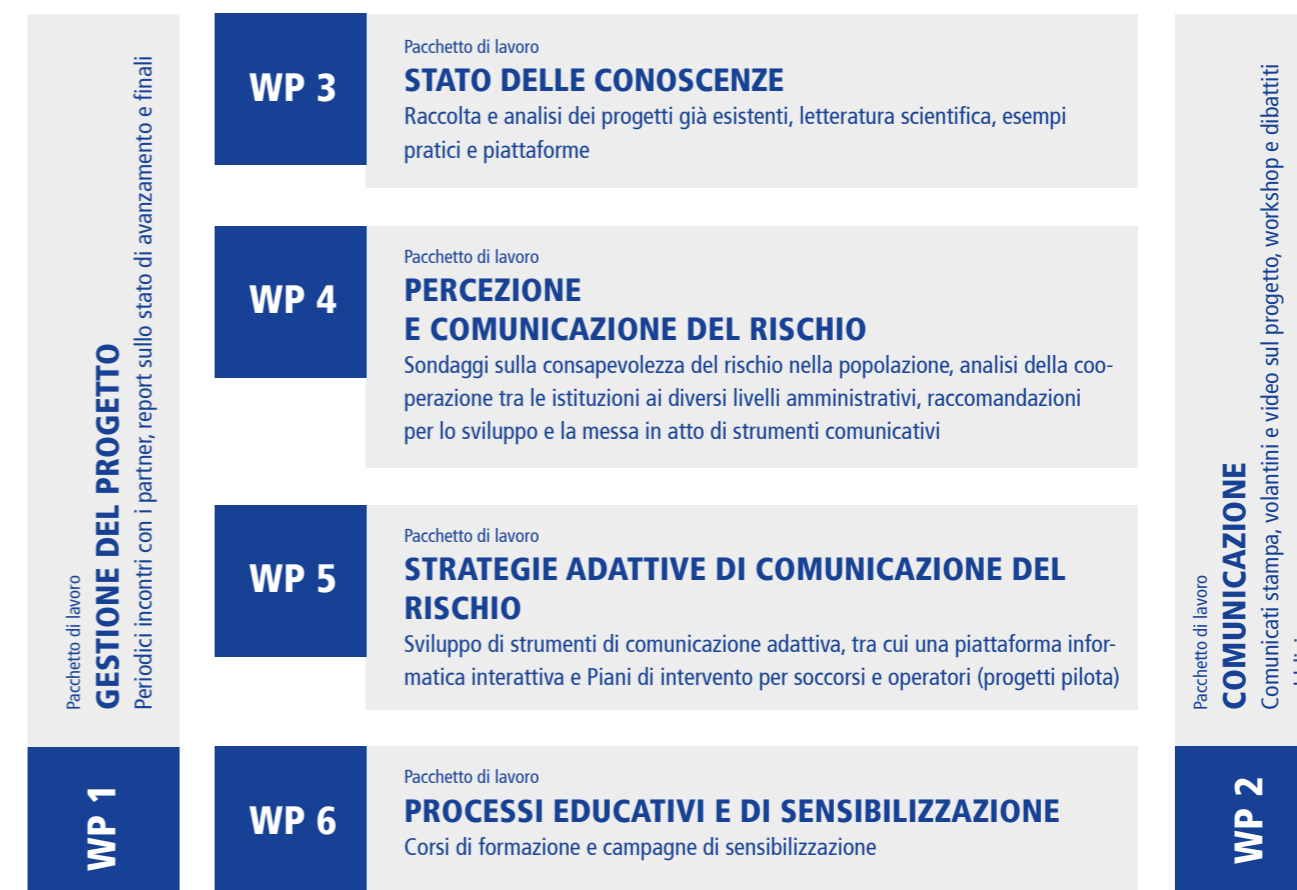 WP 1
Pacchetto di lavoro
GESTIONE DEL PROGETTO
Periodici incontri con i partner, report sullo stato di avanzamento e finali
WP 3
Pacchetto di lavoro
STATO DELLE CONOSCENZE
Raccolta e analisi dei progetti già esistenti, letteratura scientifica, esempi
pratici e piattaforme
WP 4
Pacchetto di lavoro
PERCEZIONE
E COMUNICAZIONE DEL RISCHIO
Sondaggi sulla consapevolezza del rischio nella popolazione, analisi della coo-
perazione tra le istituzioni ai diversi livelli amministrativi, raccomandazioni
per lo sviluppo e la messa in atto di strumenti comunicativi
WP 5
Pacchetto di lavoro
STRATEGIE ADATTIVE DI COMUNICAZIONE DEL
RISCHIO
Sviluppo di strumenti di comunicazione adattiva, tra cui una piattaforma infor-
matica interattiva e Piani di intervento per soccorsi e operatori (progetti pilota)
WP 6
Pacchetto di lavoro
PROCESSI EDUCATIVI E DI SENSIBILIZZAZIONE
Corsi di formazione e campagne di sensibilizzazione
WP 2
Pacchetto di lavoro
COMUNICAZIONE
Comunicati stampa, volantini e video sul progetto, workshop e dibattiti